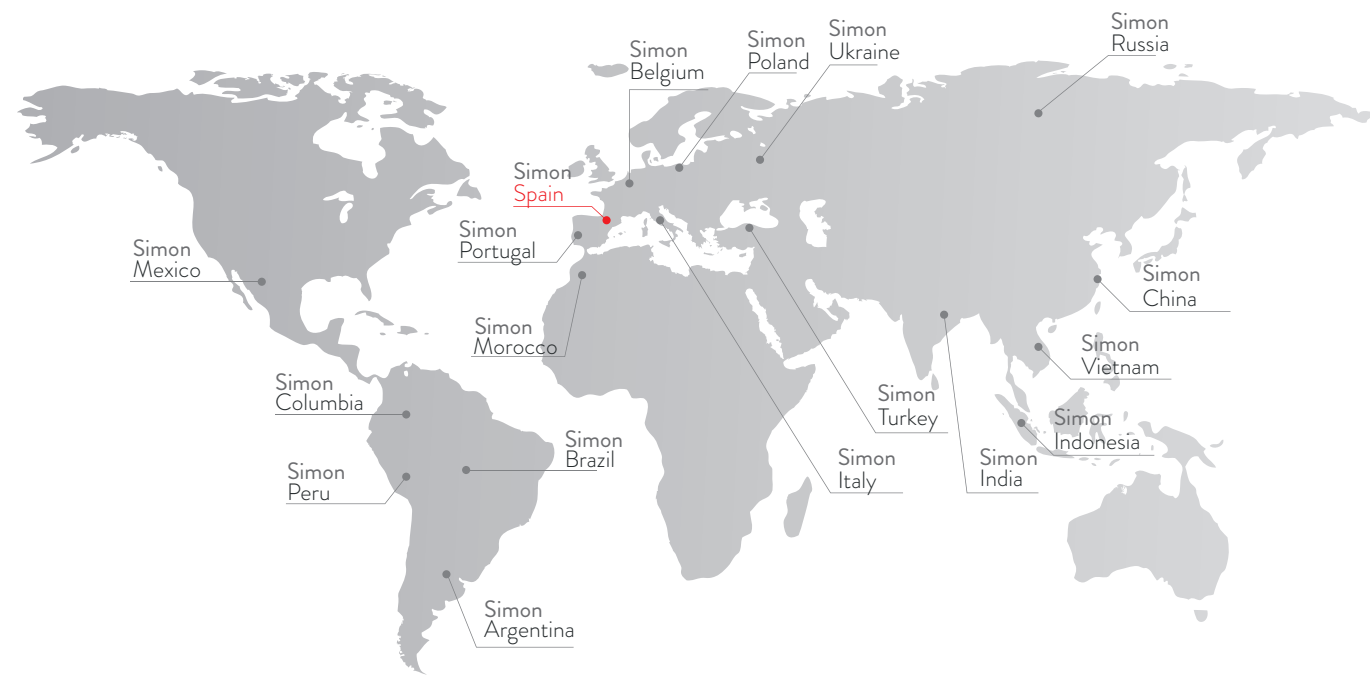 Simon
Russia
Simon
Ukraine
Simon
Poland
Simon
Belgium
Simon
Spain
Simon
Portugal
Simon
Mexico
Simon
China
Simon
Morocco
Simon
Vietnam
Simon
Columbia
Simon
Turkey
Simon
Indonesia
Simon
Brazil
Simon
Italy
Simon
India
Simon
Peru
Simon
Argentina